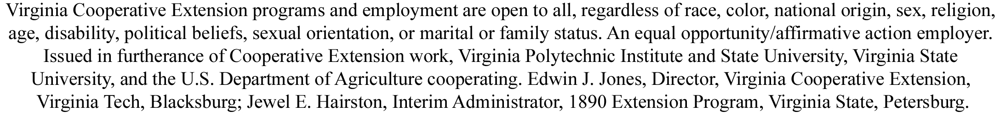 Virginia Cooperative Extension programs and employment are open to all, regardless of race, color, national origin, sex, religion,
age, disability, political beliefs, sexual orientation, or marital or family status. An equal opportunity/affirmative action employer.
Issued in furtherance of Cooperative Extension work, Virginia Polytechnic Institute and State University, Virginia State
University, and the U.S. Department of Agriculture cooperating. Edwin J. Jones, Director, Virginia Cooperative Extension,
Virginia Tech, Blacksburg; Jewel E. Hairston, Interim Administrator, 1890 Extension Program, Virginia State, Petersburg.